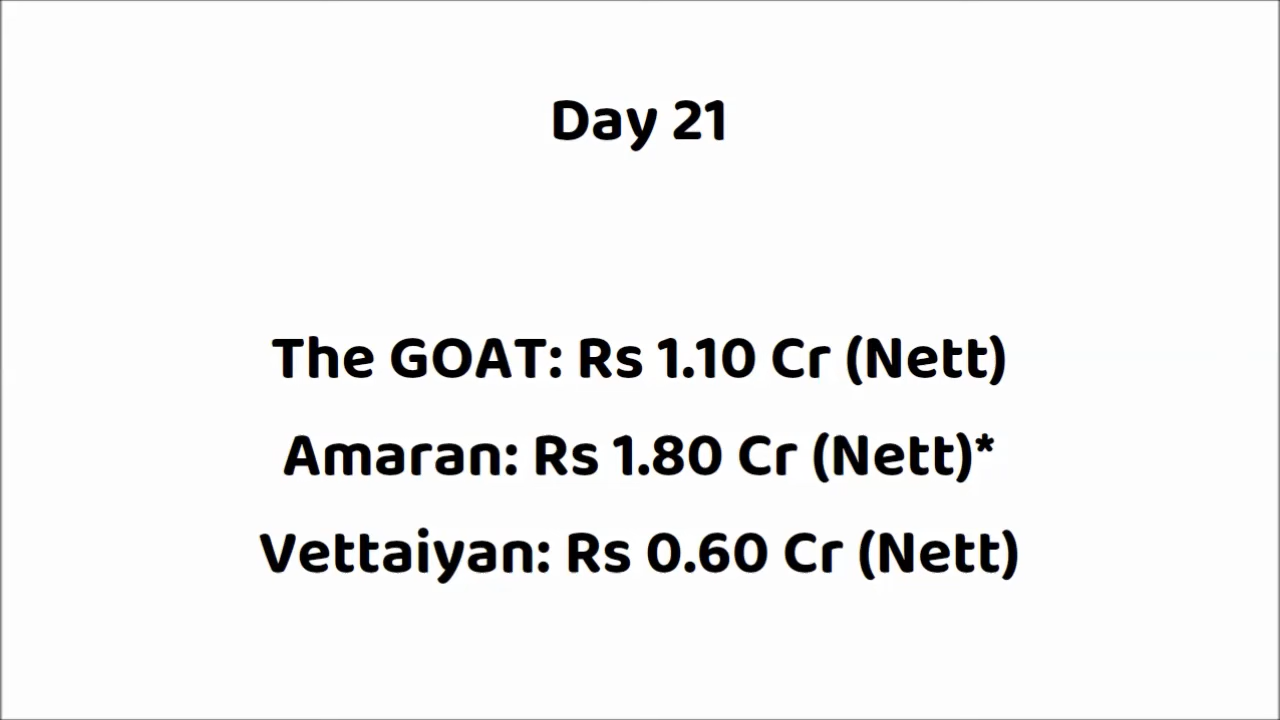 Day 21
The GOAT: Rs 1.10 Cr (Nett)
Amaran: Rs 1.80 Cr (Nett)*
Vettaiyan: Rs 0.60 Cr (Nett)